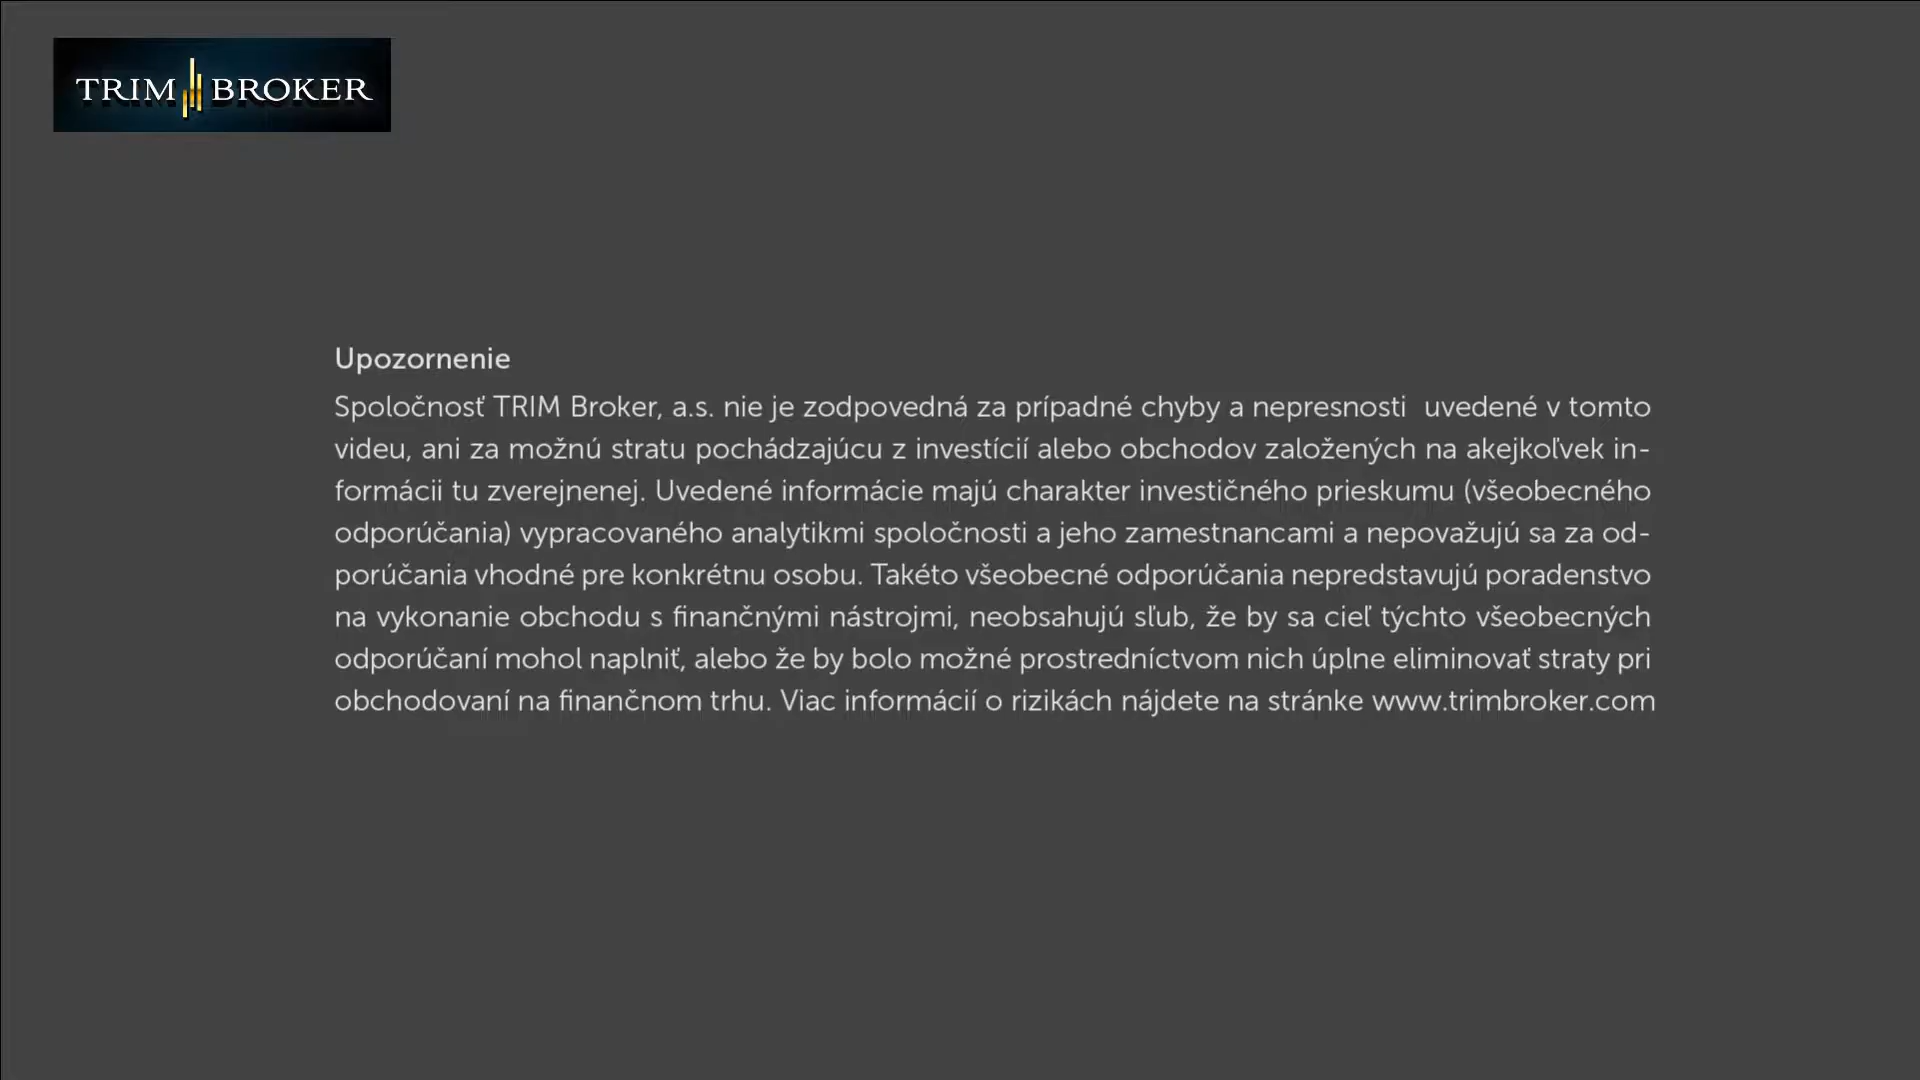 TRIM BROKER
Upozornenie
Spoločnosť TRIM Broker, a.s. nie je zodpovedná za prípadné chyby a nepresnosti  uvedené v tomto
videu, ani za možnú stratu pochádzajúcu z investícií alebo obchodov založených na akejkoľvek in-
formácii tu zverejnenej. Uvedené informácie majú charakter investičného prieskumu (všeobecného
odporúčania) vypracovaného analytikmi spoločnosti a jeho zamestnancami a nepovažujú sa za od-
porúčania vhodné pre konkrétnu osobu. Takéto všeobecné odporúčania nepredstavujú poradenstvo
na vykonanie obchodu s finančnými nástrojmi, neobsahujú sľub, že by sa cieľ týchto všeobecných
odporúčaní mohol naplniť, alebo že by bolo možné prostredníctvom nich úplne eliminovať straty pri
obchodovaní na finančnom trhu. Viac informácií o rizikách nájdete na stránke www.trimbroker.com